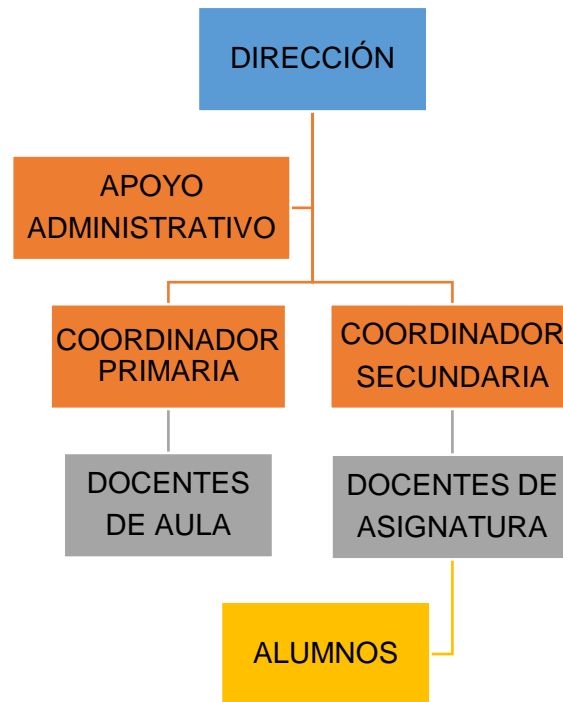 DIRECCIÓN
APOYO
ADMINISTRATIVO
COORDINADOR
PRIMARIA
COORDINADOR
SECUNDARIA
DOCENTES
DE AULA
DOCENTES DE
ASIGNATURA
ALUMNOS